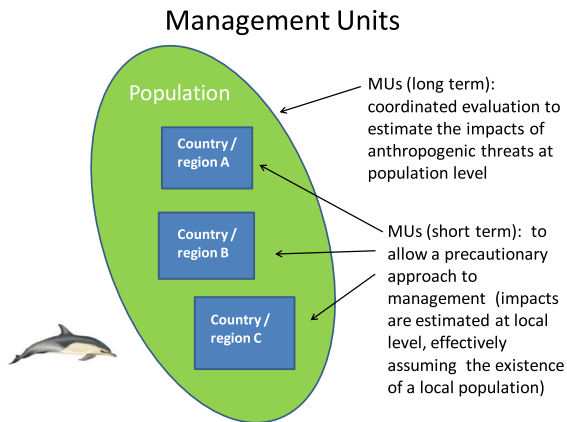 Management Units
Population
Country /
region A
Country /
region B
Country /
region C
MUs (long term):
coordinated evaluation to
estimate the impacts of
anthropogenic threats at
population level
MUs (short term):  to
allow a precautionary
approach to
management  (impacts
are estimated at local
level, effectively
assuming  the existence
of a local population)